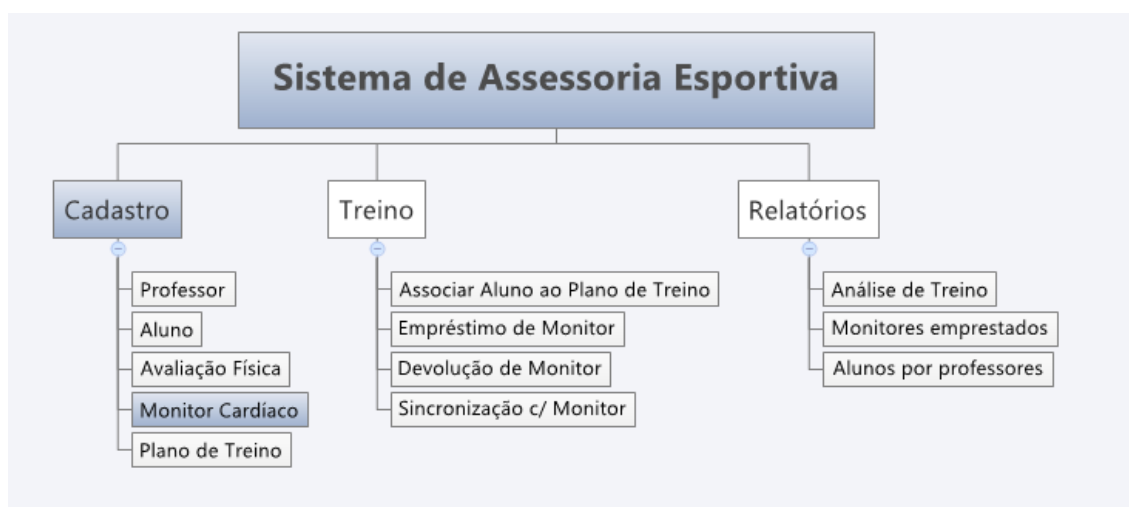 Sistema de Assessoria Esportiva
Cadastro
Professor
Aluno
Avaliação Física
Monitor Cardíaco
Plano de Treino
Treino
Associar Aluno ao Plano de Treino
Empréstimo de Monitor
Devolução de Monitor
Sincronização c/ Monitor
Relatórios
Análise de Treino
Monitores emprestados
Alunos por professores